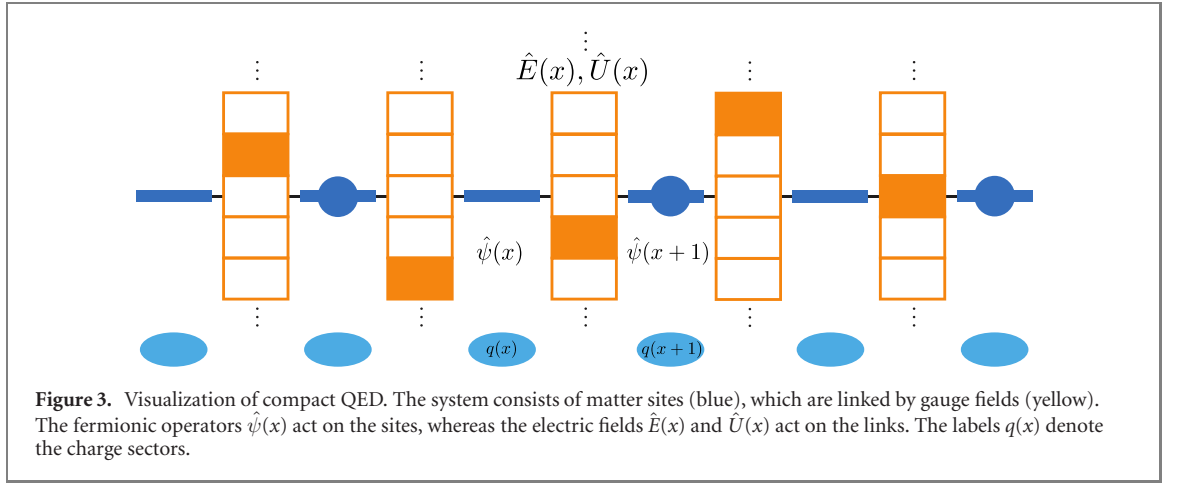 Ê(x), Û(x)
ψ̂(x)
ψ̂(x + 1)
q(x)
q(x + 1)
Figure 3. Visualization of compact QED. The system consists of matter sites (blue), which are linked by gauge fields (yellow).
The fermionic operators ψ̂(x) act on the sites, whereas the electric fields Ê(x) and Û(x) act on the links. The labels q(x) denote
the charge sectors.